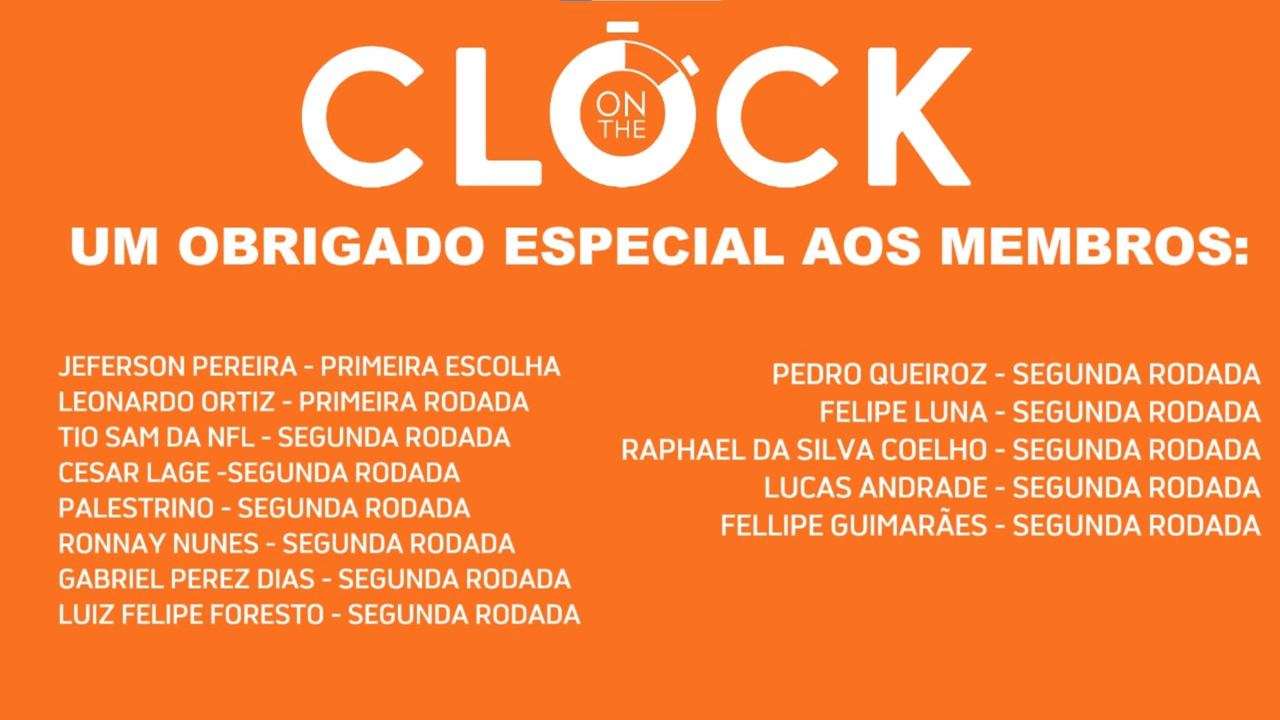 CLOCK
ON
THE
UM OBRIGADO ESPECIAL AOS MEMBROS:
JEFERSON PEREIRA - PRIMEIRA ESCOLHA
LEONARDO ORTIZ - PRIMEIRA RODADA
TIO SAM DA NFL - SEGUNDA RODADA
CESAR LAGE -SEGUNDA RODADA
PALESTRINO - SEGUNDA RODADA
RONNAY NUNES - SEGUNDA RODADA
GABRIEL PEREZ DIAS - SEGUNDA RODADA
LUIZ FELIPE FORESTO - SEGUNDA RODADA
PEDRO QUEIROZ - SEGUNDA RODADA
FELIPE LUNA - SEGUNDA RODADA
RAPHAEL DA SILVA COELHO - SEGUNDA RODADA
LUCAS ANDRADE - SEGUNDA RODADA
FELLIPE GUIMARÃES - SEGUNDA RODADA